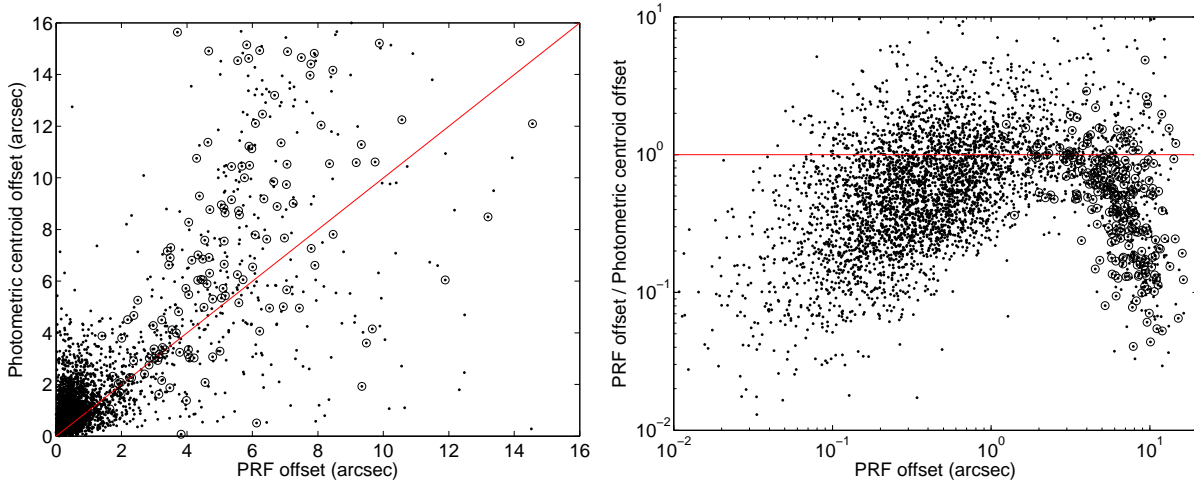 16
14
12
10
8
6
4
2
0
0 2 4 6 8 10 12 14 16
PRF offset (arcsec)
Photometric centroid offset (arcsec)
10^1
10^0
10^-1
10^-2
10^-2 10^-1 10^0 10^1
PRF offset (arcsec)
PRF offset / Photometric centroid offset